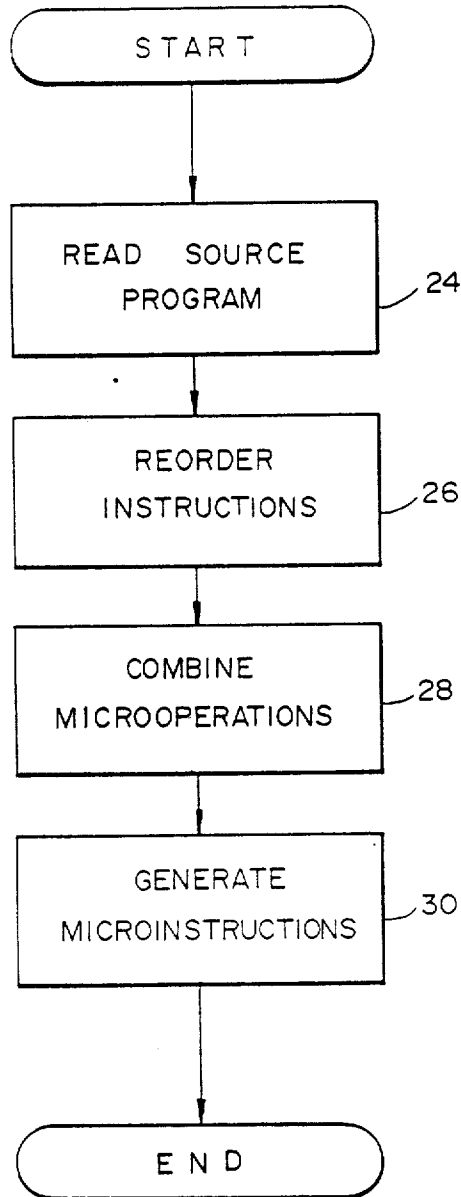 START
READ SOURCE
PROGRAM
24
REORDER
INSTRUCTIONS
26
COMBINE
MICROOPERATIONS
28
GENERATE
MICROINSTRUCTIONS
30
END